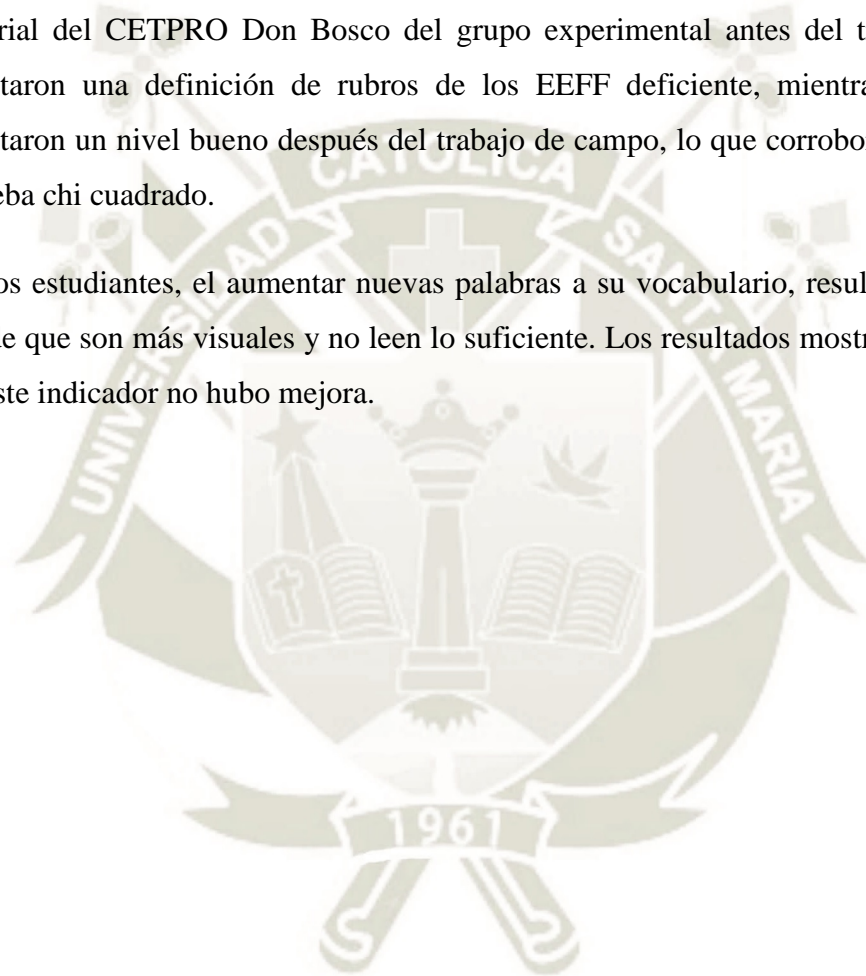 rial del CETPRO Don Bosco del grupo experimental antes del t
taron una definición de rubros de los EEFF deficiente, mientra
taron un nivel bueno después del trabajo de campo, lo que corrobo
eba chi cuadrado.
os estudiantes, el aumentar nuevas palabras a su vocabulario, resul
de que son más visuales y no leen lo suficiente. Los resultados mostr
ste indicador no hubo mejora.
UNIVERSIDAD CATOLICA SANTA MARIA
1961